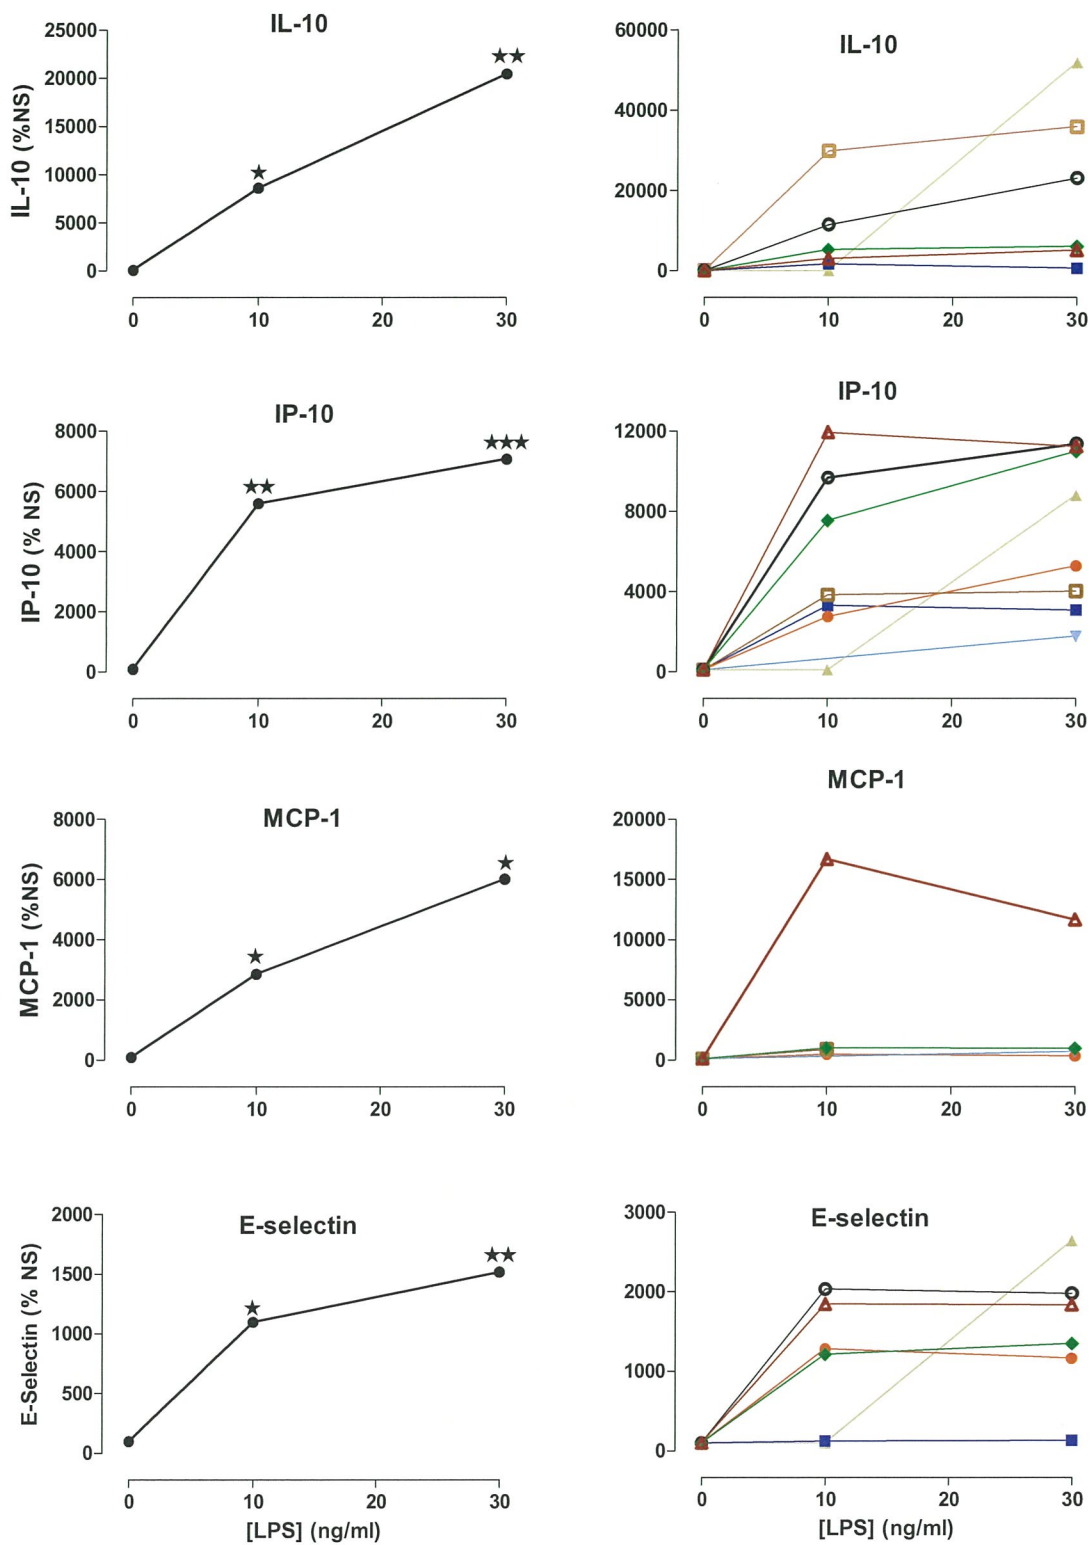 IL-10
IL-10 (%NS)
25000
20000
15000
10000
5000
0
0 10 20 30
★
★★
IL-10
60000
40000
20000
0
0 10 20 30
IP-10
IP-10 (% NS)
8000
6000
4000
2000
0
0 10 20 30
★★
★★★
IP-10
12000
8000
4000
0
0 10 20 30
MCP-1
MCP-1 (%NS)
8000
6000
4000
2000
0
0 10 20 30
★
★
MCP-1
20000
15000
10000
5000
0
0 10 20 30
E-selectin
E-Selectin (% NS)
2000
1500
1000
500
0
0 10 20 30
★
★★
[LPS] (ng/ml)
E-selectin
3000
2000
1000
0
0 10 20 30
[LPS] (ng/ml)